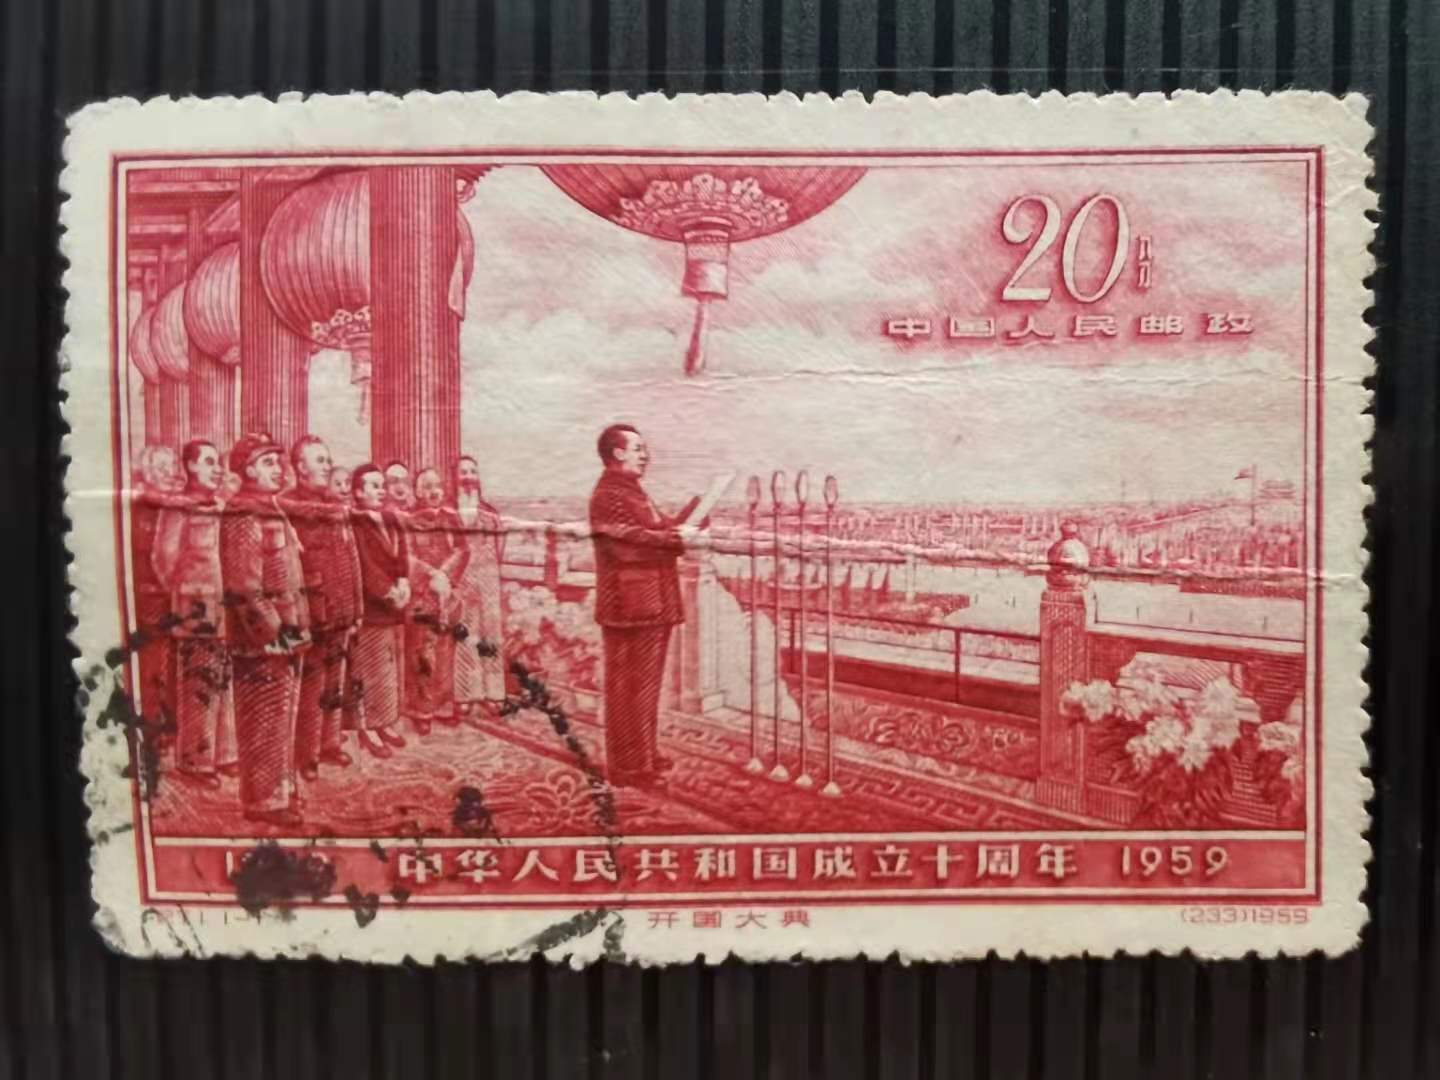 20分
中国人民邮政
中华人民共和国成立十周年 1959
开国大典
(233)1959